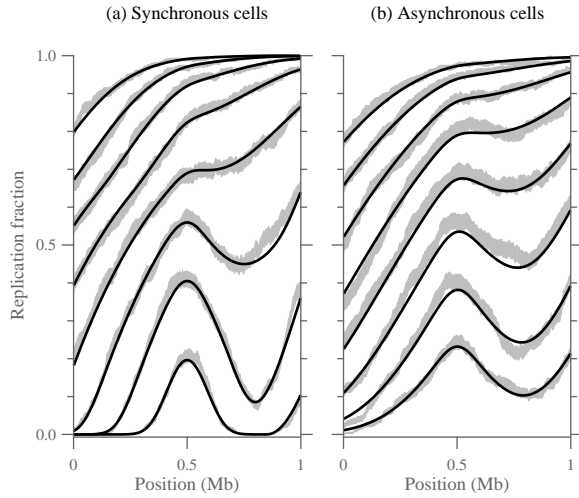 (a) Synchronous cells
(b) Asynchronous cells
Replication fraction
1.0
0.5
0.0
0
0.5
1
0
0.5
1
Position (Mb)
Position (Mb)